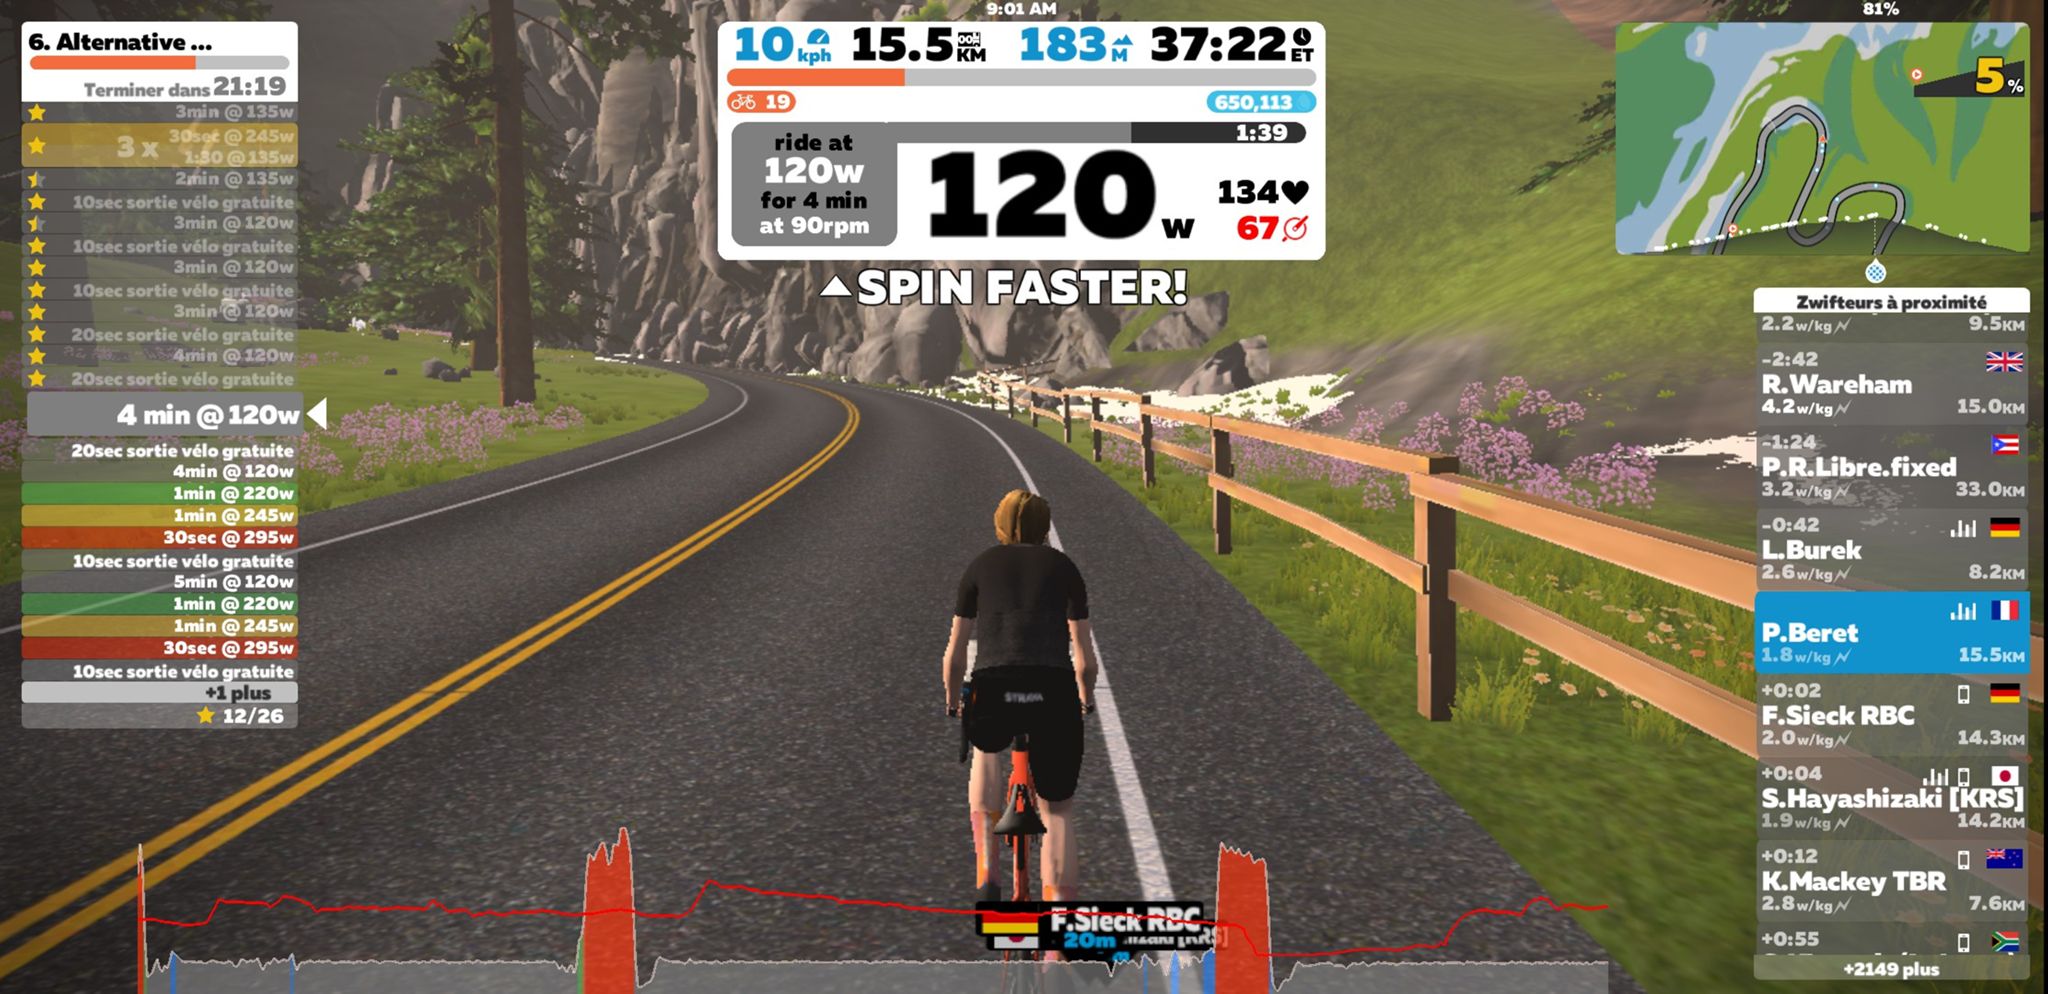 9:01 AM
81%
6. Alternative ...
Terminer dans 21:19
3min @ 135w
3 x
30sec @ 245w
1:30 @ 135w
2min @ 135w
10sec sortie vélo gratuite
3min @ 120w
10sec sortie vélo gratuite
3min @ 120w
10sec sortie vélo gratuite
3min @ 120w
20sec sortie vélo gratuite
4min @ 120w
20sec sortie vélo gratuite
4 min @ 120w
20sec sortie vélo gratuite
4min @ 120w
1min @ 220w
1min @ 245w
30sec @ 295w
10sec sortie vélo gratuite
5min @ 120w
1min @ 220w
1min @ 245w
30sec @ 295w
10sec sortie vélo gratuite
+1 plus
12/26
10 kph 15.5 KM 183 M 37:22 ET
19
650,113
1:39
ride at
120w
for 4 min
at 90rpm
120 w
134
67
SPIN FASTER!
5 %
Zwifteurs à proximité
2.2 w/kg 9.5 KM
-2:42
R.Wareham
4.2 w/kg 15.0 KM
-1:24
P.R.Libre.fixed
3.2 w/kg 33.0 KM
-0:42
L.Burek
2.6 w/kg 8.2 KM
P.Beret
1.8 w/kg 15.5 KM
+0:02
F.Sieck RBC
2.0 w/kg 14.3 KM
+0:04
S.Hayashizaki [KRS]
1.9 w/kg 14.2 KM
+0:12
K.Mackey TBR
2.8 w/kg 7.6 KM
+0:55
+2149 plus
STRAVA
F.Sieck RBC
20m